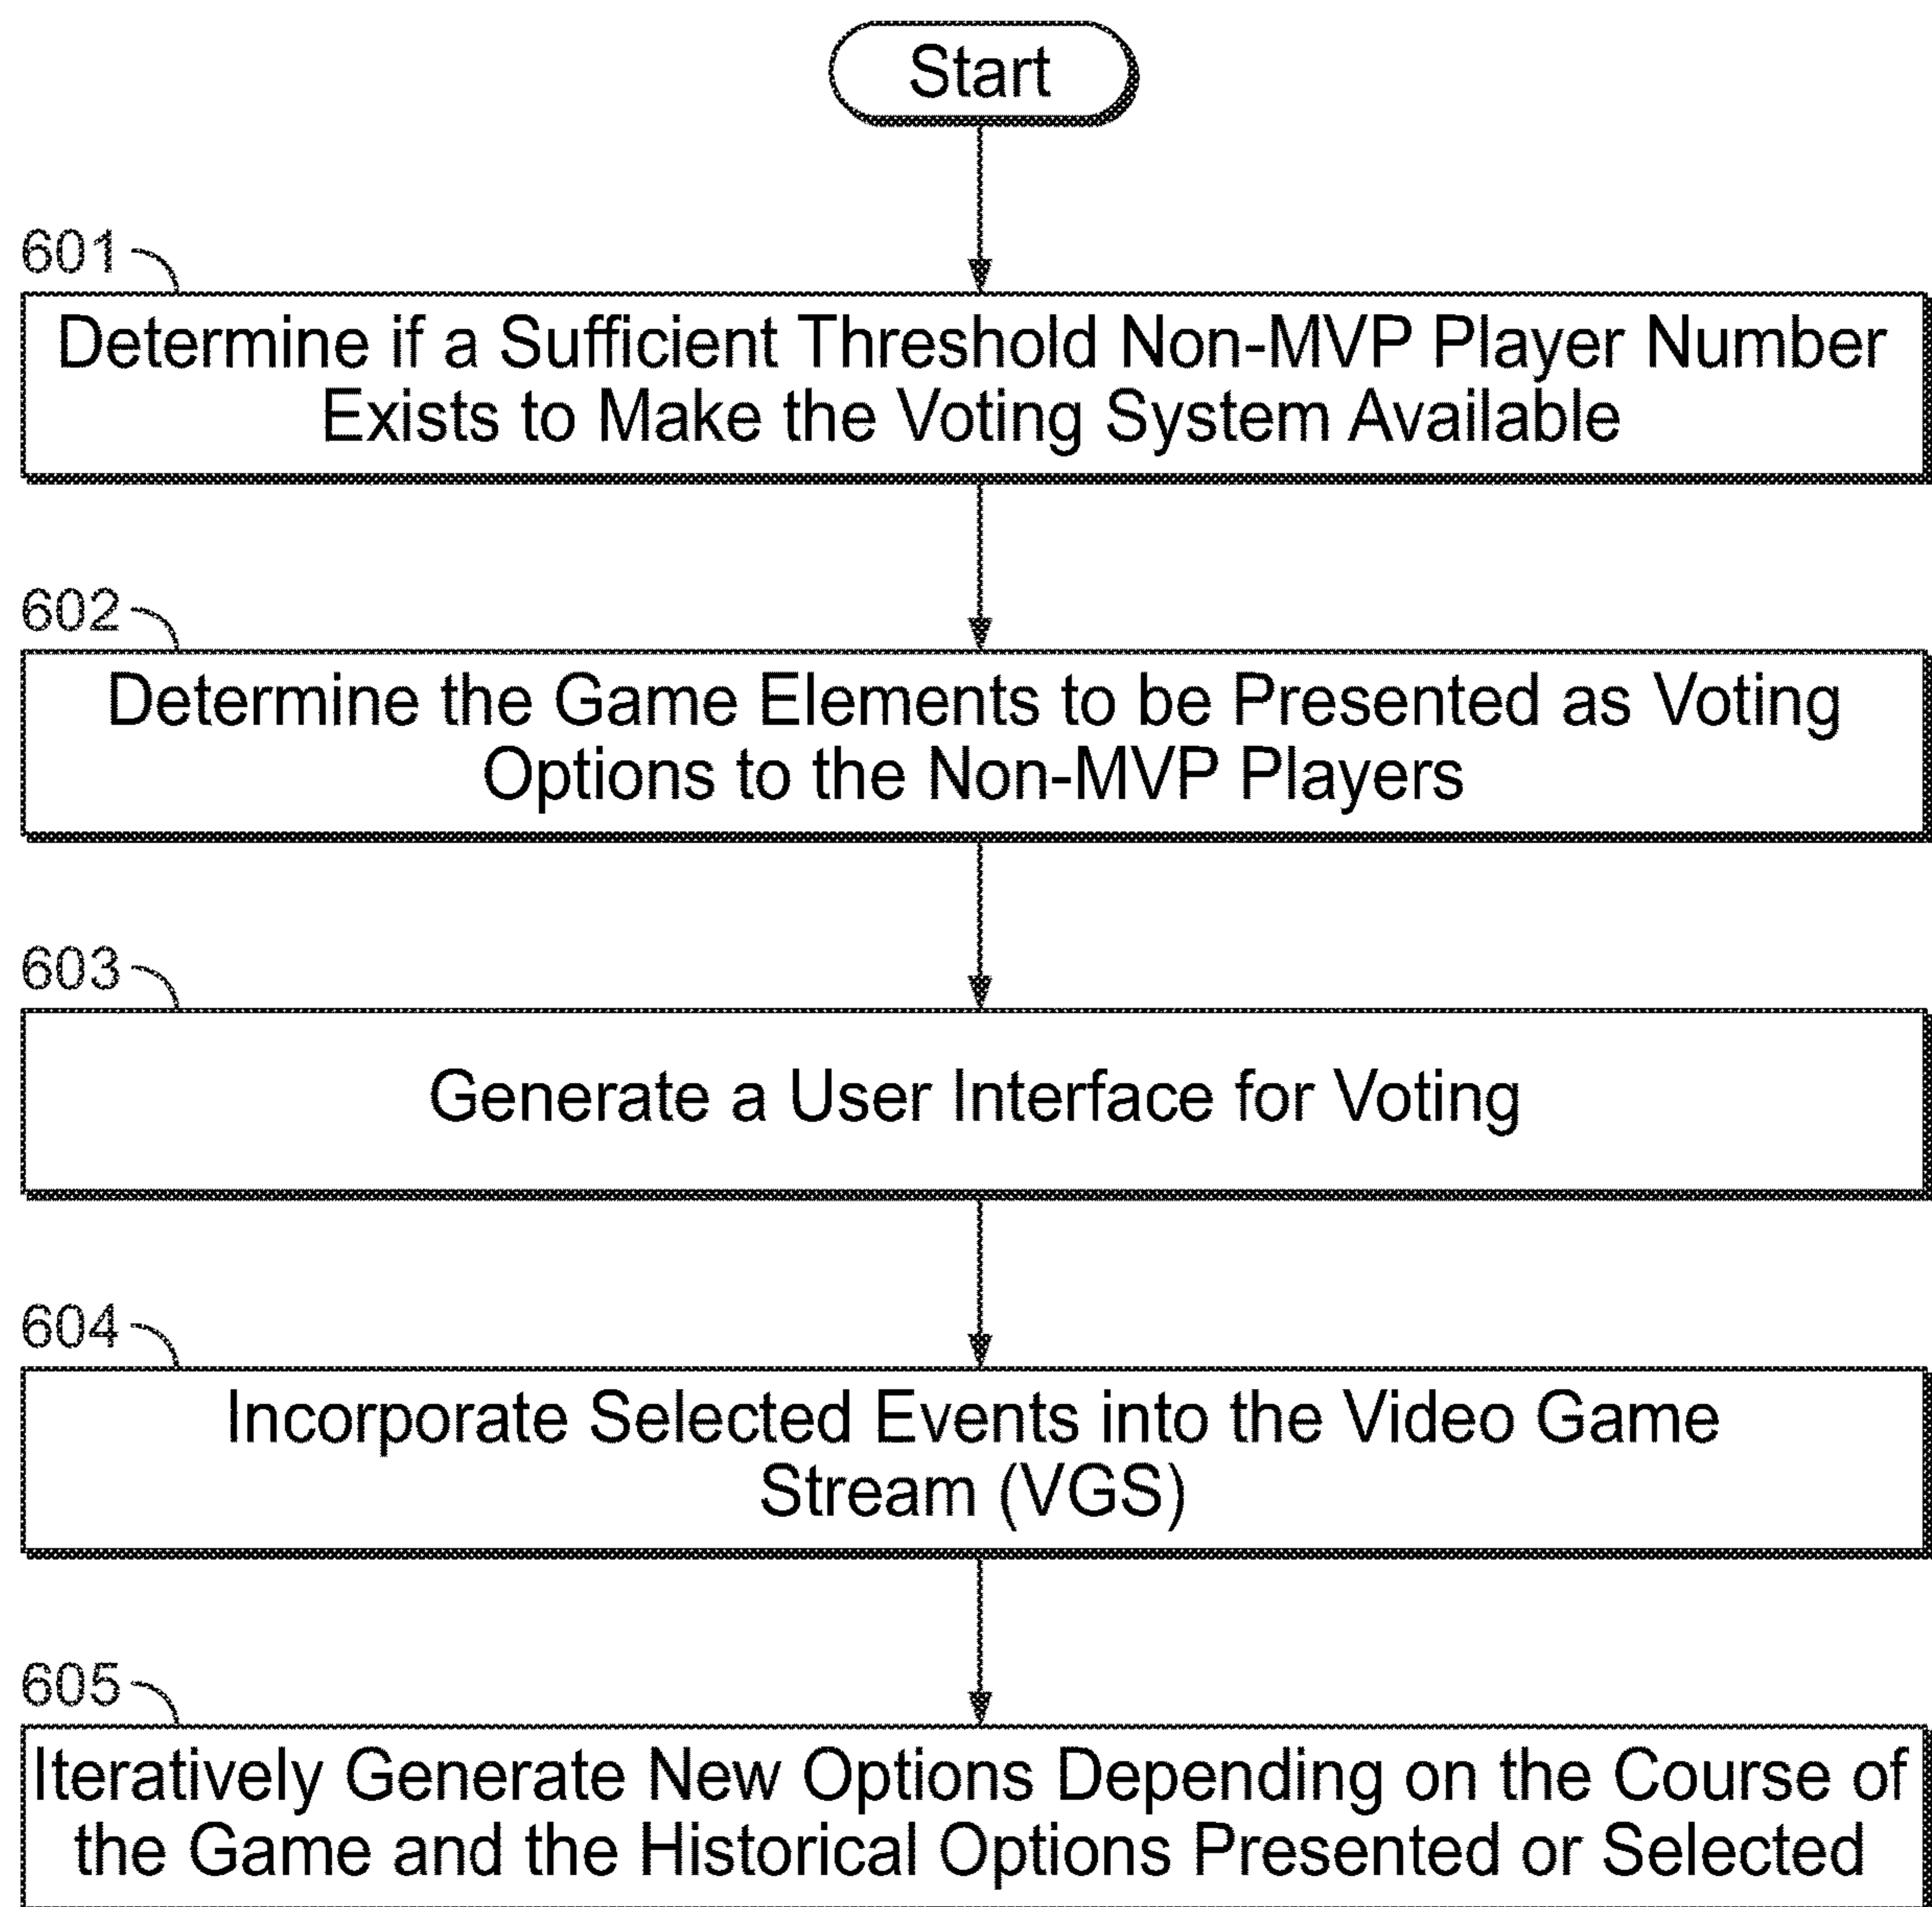 Start
601
Determine if a Sufficient Threshold Non-MVP Player Number
Exists to Make the Voting System Available
602
Determine the Game Elements to be Presented as Voting
Options to the Non-MVP Players
603
Generate a User Interface for Voting
604
Incorporate Selected Events into the Video Game
Stream (VGS)
605
Iteratively Generate New Options Depending on the Course of
the Game and the Historical Options Presented or Selected